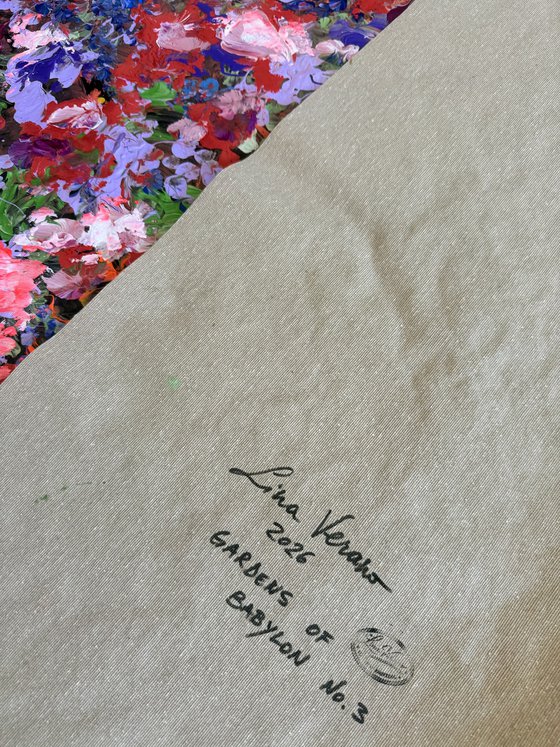 Lina Verano
2026
GARDENS OF
BABYLON No.3